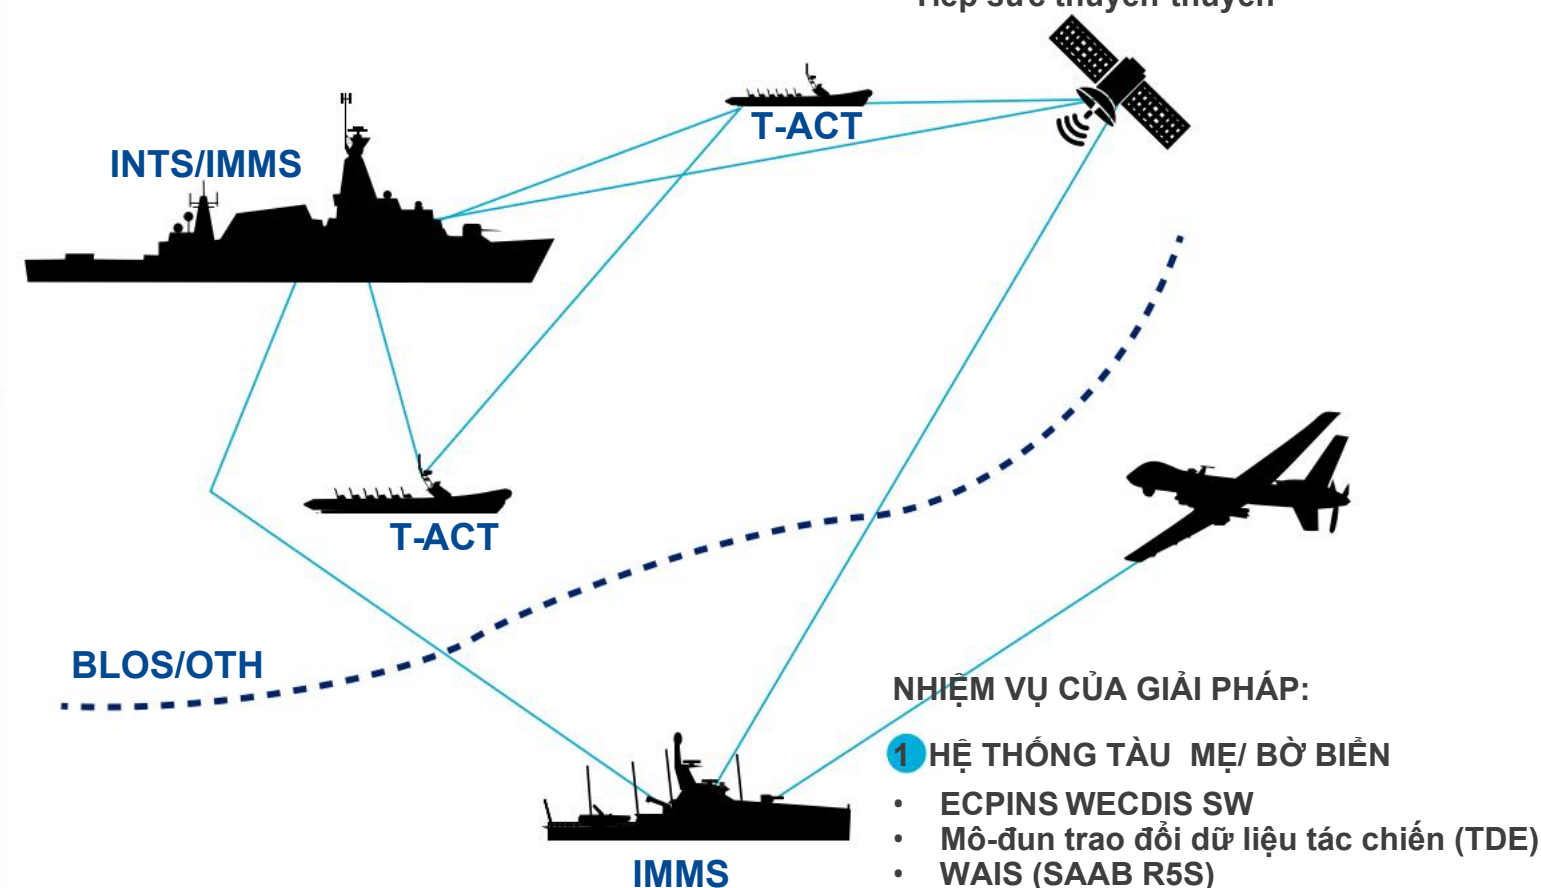 T-ACT
INTS/IMMS
T-ACT
BLOS/OTH
NHIỆM VỤ CỦA GIẢI PHÁP:
1 HỆ THỐNG TÀU MẸ/ BỜ BIỂN
• ECPINS WECDIS SW
• Mô-đun trao đổi dữ liệu tác chiến (TDE)
• WAIS (SAAB R5S)
IMMS